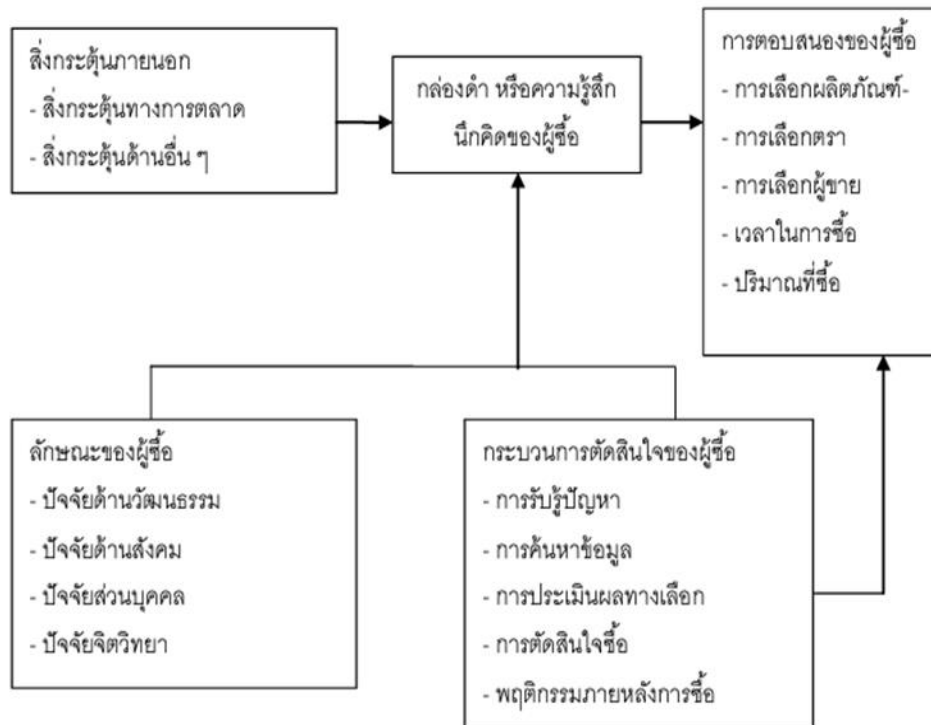 สิ่งกระตุ้นภายนอก
- สิ่งกระตุ้นทางการตลาด
- สิ่งกระตุ้นด้านอื่น ๆ
กล่องดำ หรือความรู้สึก
นึกคิดของผู้ซื้อ
การตอบสนองของผู้ซื้อ
- การเลือกผลิตภัณฑ์-
- การเลือกตรา
- การเลือกผู้ขาย
- เวลาในการซื้อ
- ปริมาณที่ซื้อ
ลักษณะของผู้ซื้อ
- ปัจจัยด้านวัฒนธรรม
- ปัจจัยด้านสังคม
- ปัจจัยส่วนบุคคล
- ปัจจัยจิตวิทยา
กระบวนการตัดสินใจของผู้ซื้อ
- การรับรู้ปัญหา
- การค้นหาข้อมูล
- การประเมินผลทางเลือก
- การตัดสินใจซื้อ
- พฤติกรรมภายหลังการซื้อ